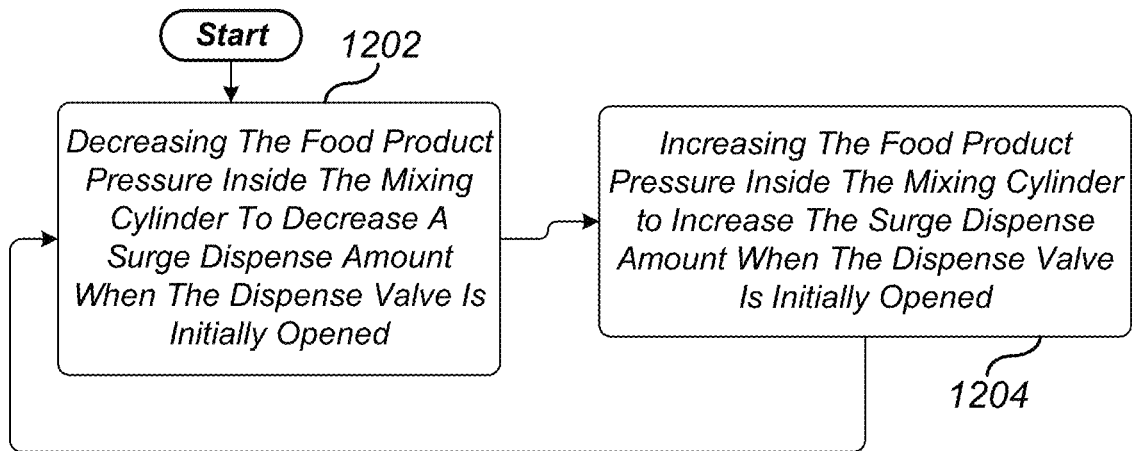 Start
1202
Decreasing The Food Product
Pressure Inside The Mixing
Cylinder To Decrease A
Surge Dispense Amount
When The Dispense Valve Is
Initially Opened
Increasing The Food Product
Pressure Inside The Mixing Cylinder
to Increase The Surge Dispense
Amount When The Dispense Valve
Is Initially Opened
1204